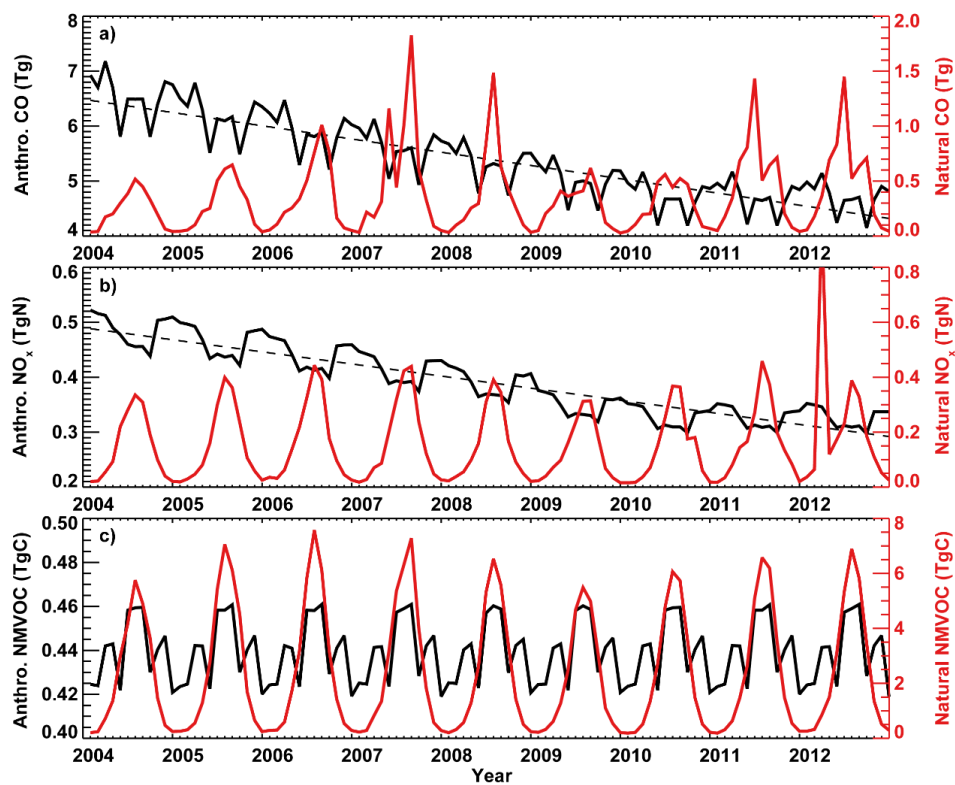 a)
Anthro. CO (Tg)
8
7
6
5
4
2.0
1.5
1.0
0.5
0.0
Natural CO (Tg)
2004 2005 2006 2007 2008 2009 2010 2011 2012
b)
Anthro. NOx (TgN)
0.6
0.5
0.4
0.3
0.2
0.8
0.6
0.4
0.2
0.0
Natural NOx (TgN)
2004 2005 2006 2007 2008 2009 2010 2011 2012
c)
Anthro. NMVOC (TgC)
0.50
0.48
0.46
0.44
0.42
0.40
8
6
4
2
0
Natural NMVOC (TgC)
2004 2005 2006 2007 2008 2009 2010 2011 2012
Year